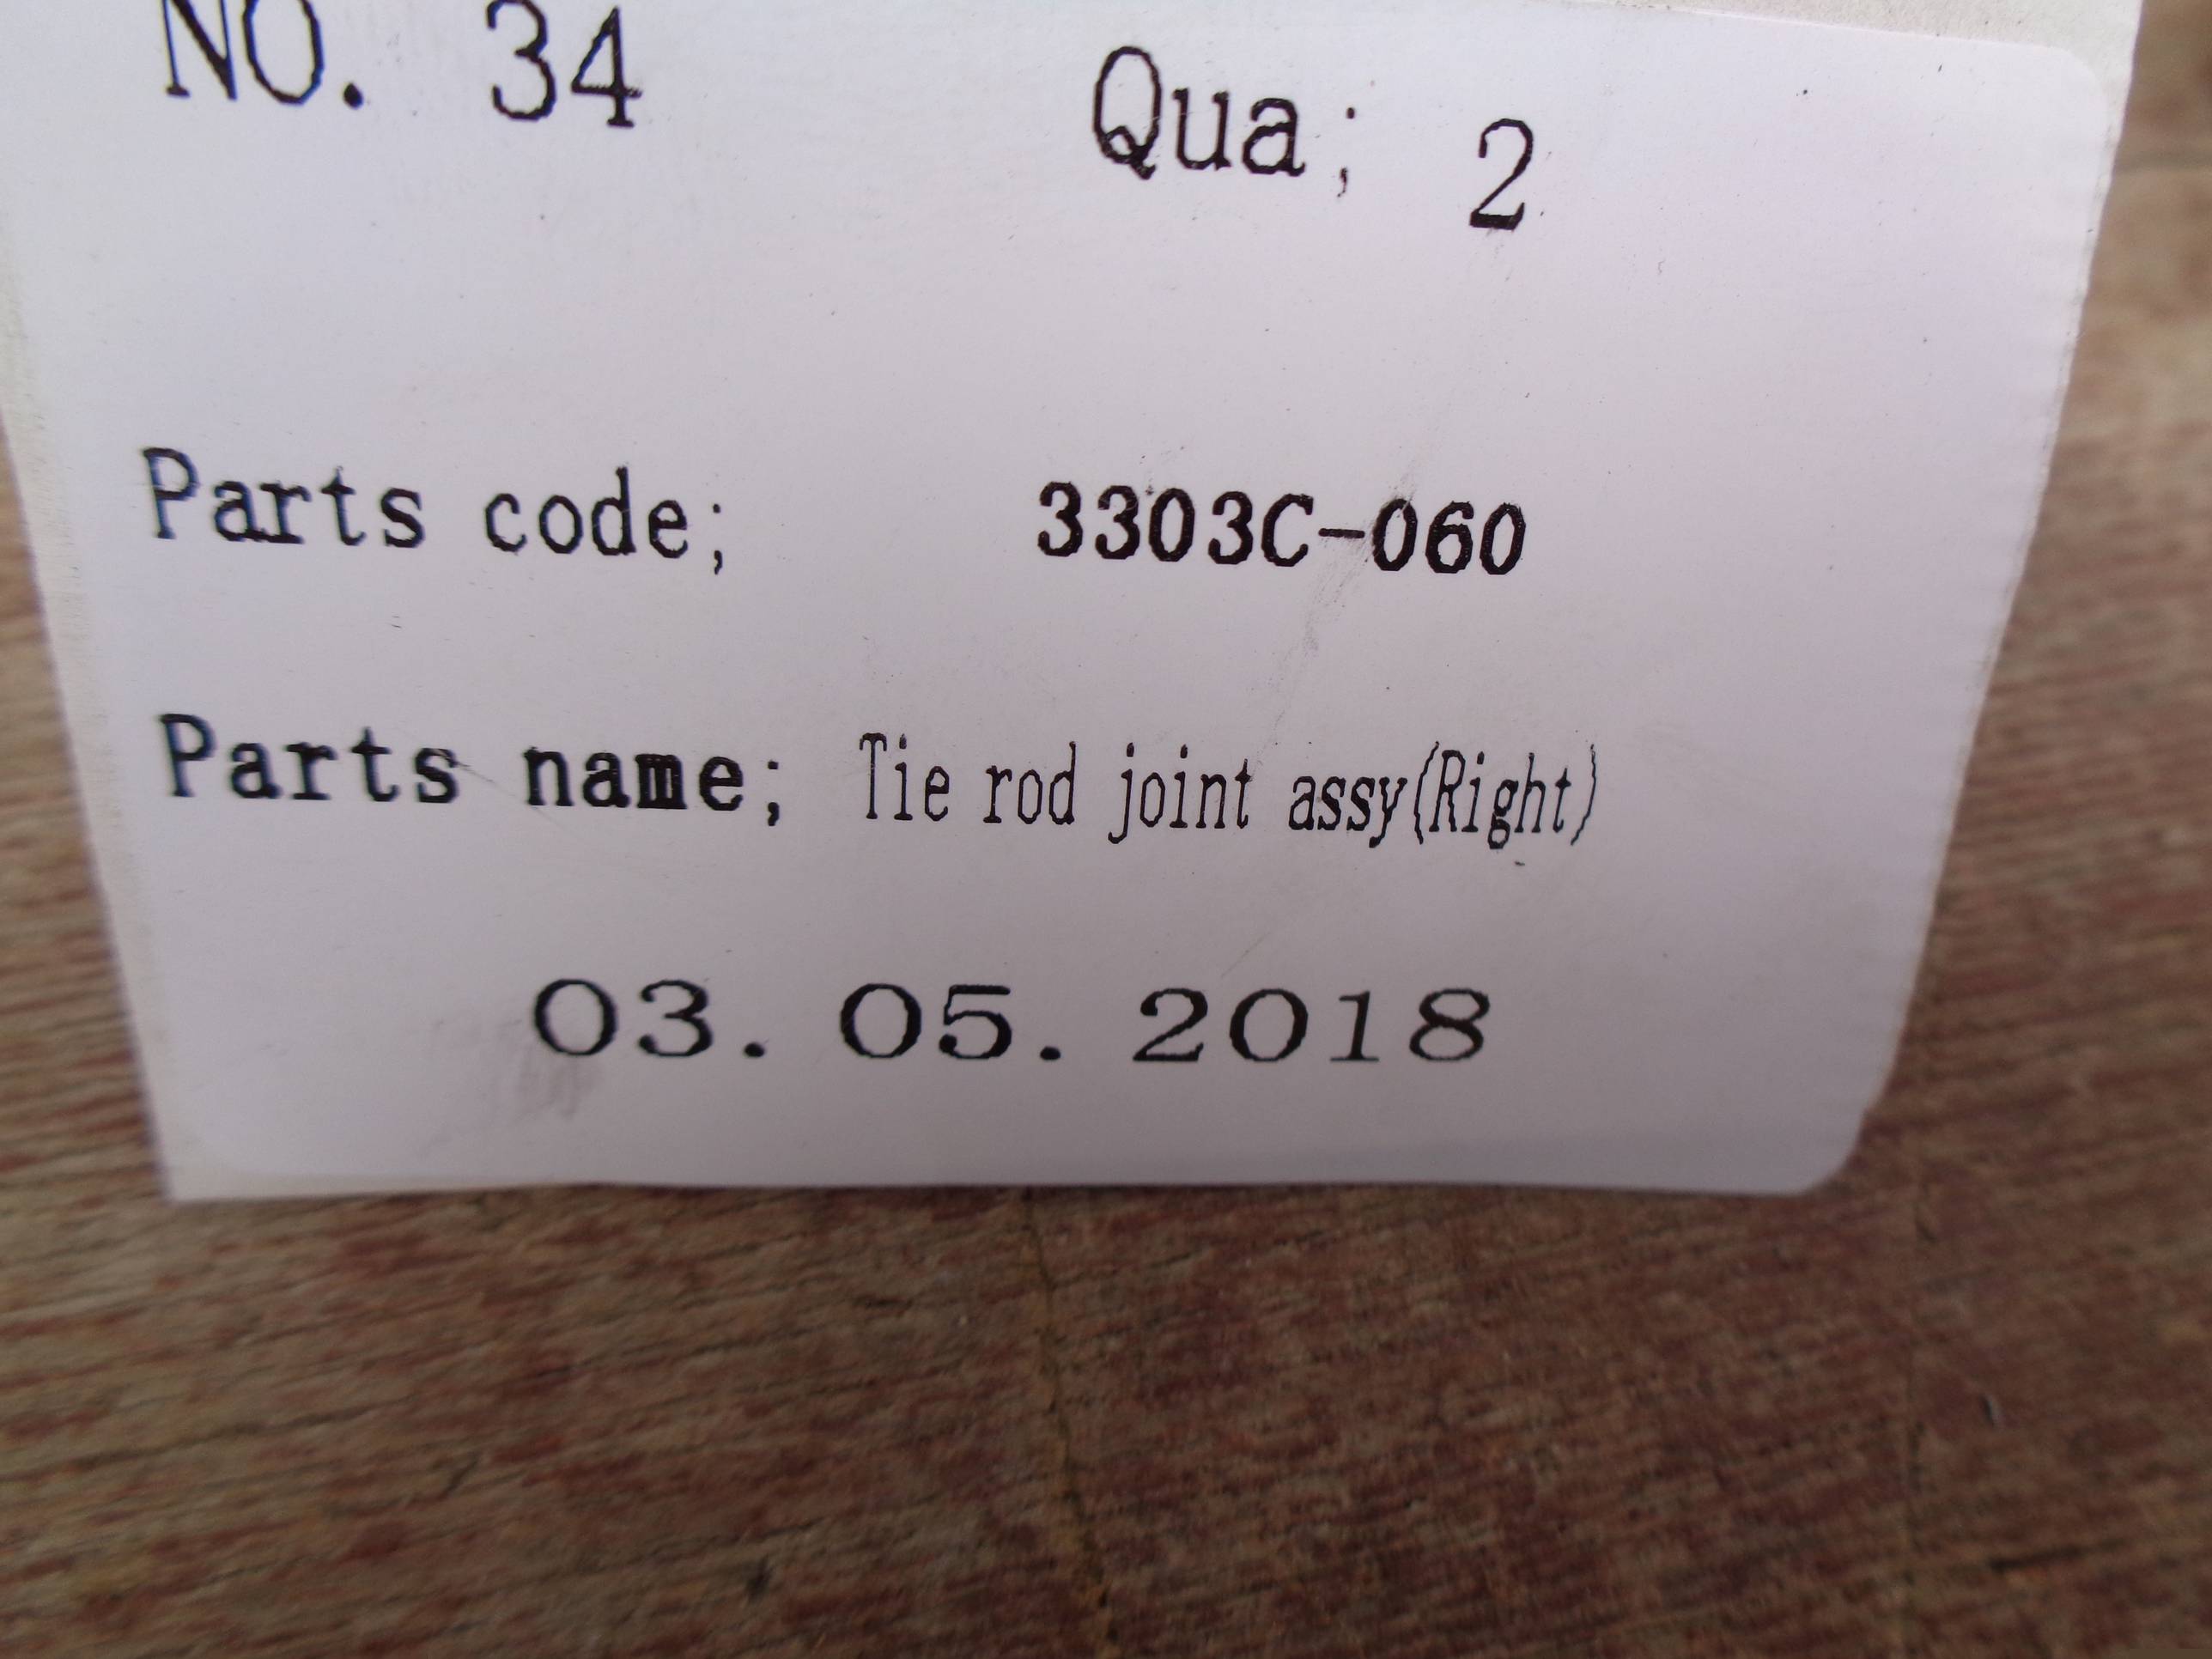 NO. 34 Qua; 2
Parts code; 3303C-060
Parts name; Tie rod joint assy(Right)
03. 05. 2018